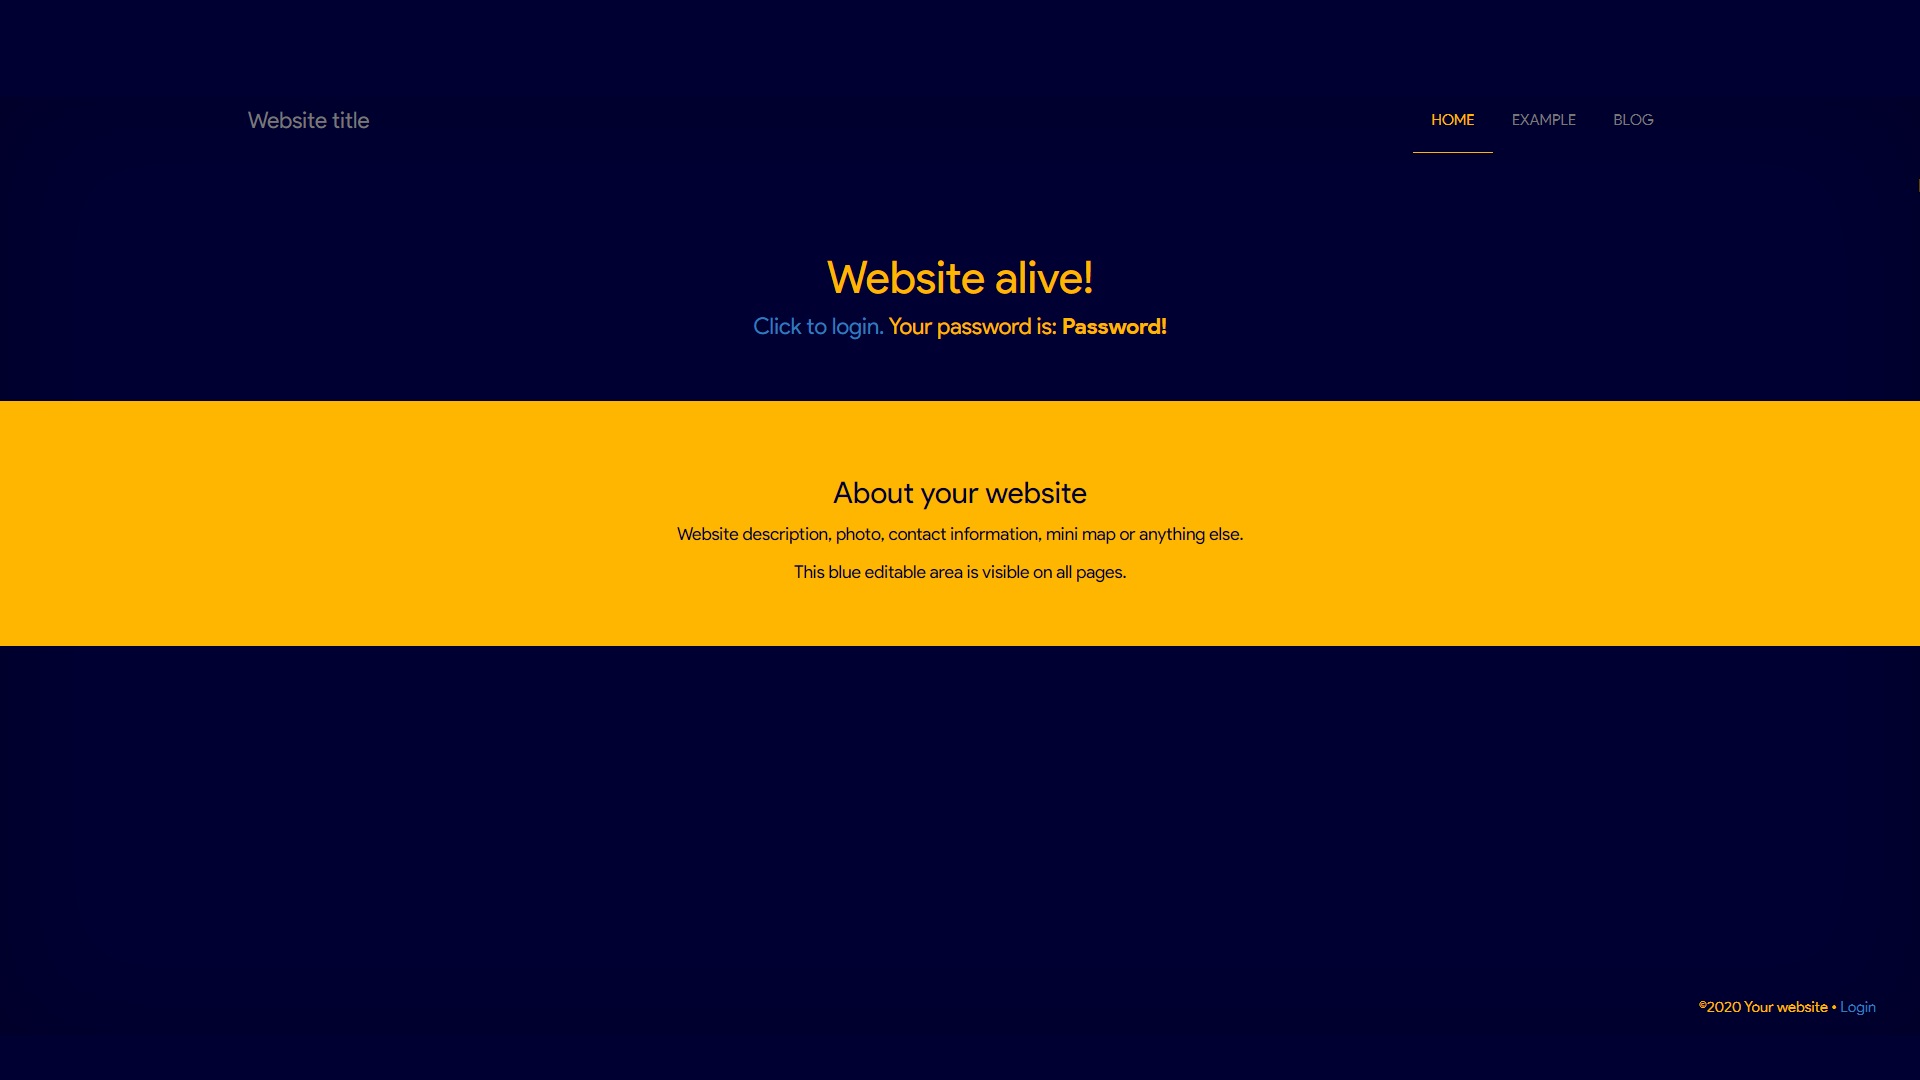 Website title
HOME EXAMPLE BLOG
Website alive!
Click to login. Your password is: Password!
About your website
Website description, photo, contact information, mini map or anything else.
This blue editable area is visible on all pages.
©2020 Your website • Login